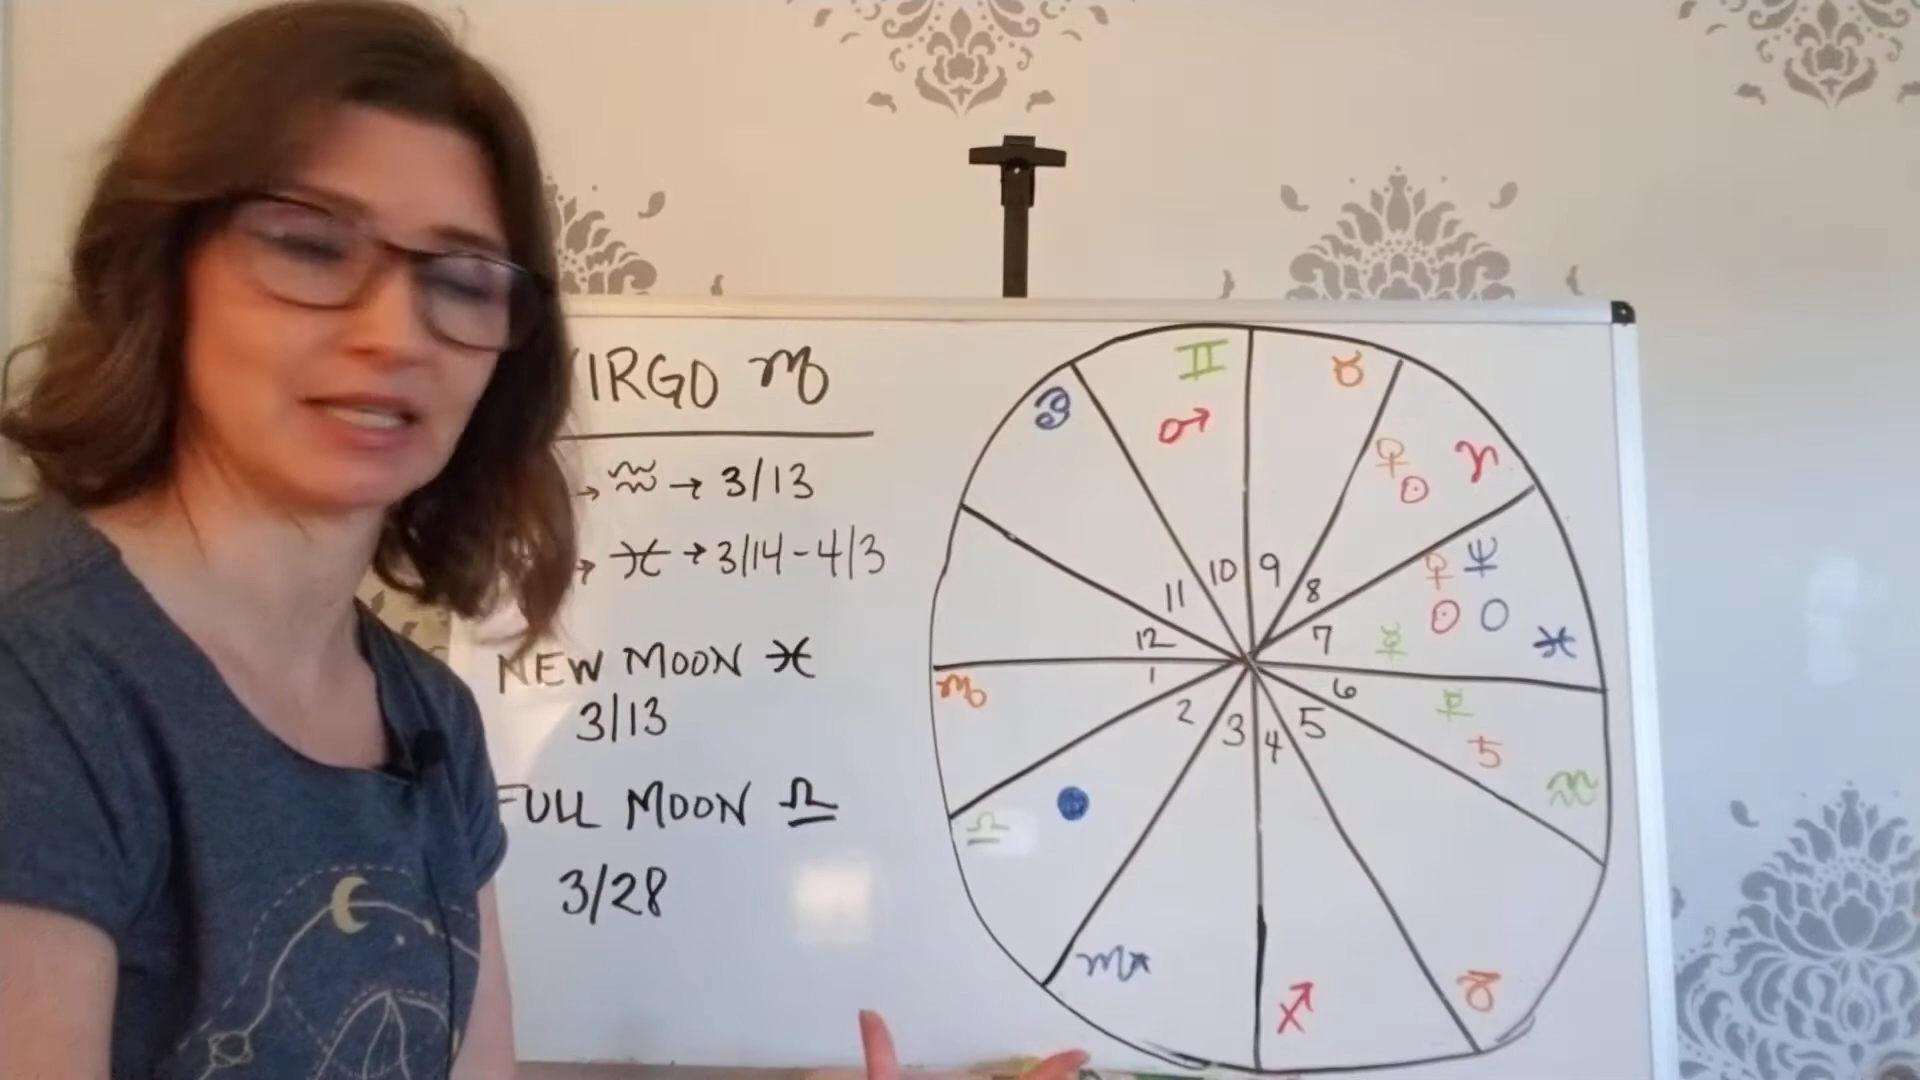 IRGO ♍
→ ♒ → 3/13
→ ♓ → 3/14-4/3
NEW MOON ♓
3/13
FULL MOON ♎
3/28
♊ ♉
♋ ♂ ♀ ☉ ♈
10 9
11 8 ♀ ♆
☉ O
12 7 ☿ ♓
♍ 1 6 ☿
2 3 4 5 ♄
♎ ♒
♏ ♐ ♑